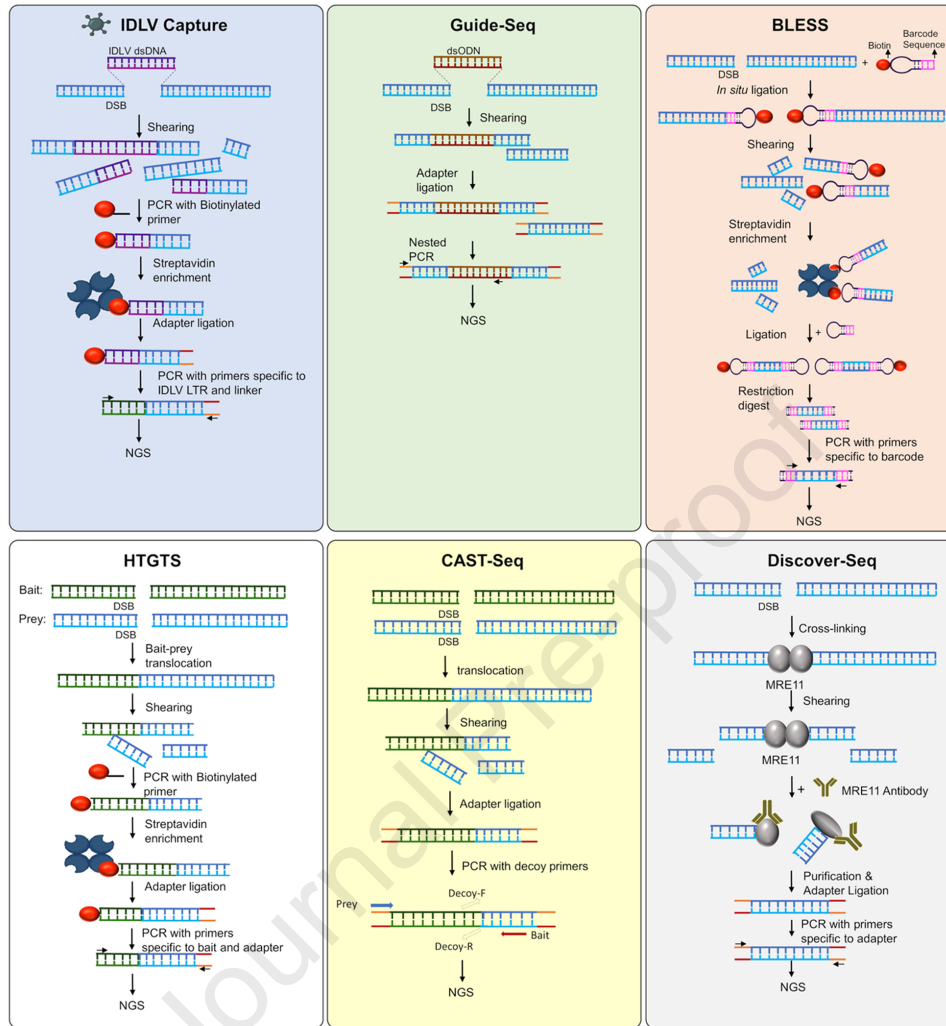 IDLV Capture
IDLV dsDNA
DSB
Shearing
PCR with Biotinylated
primer
Streptavidin
enrichment
Adapter ligation
PCR with primers specific to
IDLV LTR and linker
NGS
Guide-Seq
dsODN
DSB
Shearing
Adapter
ligation
Nested
PCR
NGS
BLESS
Biotin
Barcode
Sequence
DSB
+
In situ ligation
Shearing
Streptavidin
enrichment
Ligation
+
Restriction
digest
PCR with primers
specific to barcode
NGS
HTGTS
Bait:
DSB
Prey:
DSB
Bait-prey
translocation
Shearing
PCR with Biotinylated
primer
Streptavidin
enrichment
Adapter ligation
PCR with primers
specific to bait and adapter
NGS
CAST-Seq
DSB
DSB
translocation
Shearing
Adapter ligation
PCR with decoy primers
Decoy-F
Prey
Bait
Decoy-R
NGS
Discover-Seq
DSB
Cross-linking
MRE11
Shearing
MRE11
+
MRE11 Antibody
Purification &
Adapter Ligation
PCR with primers
specific to adapter
NGS
Journal Pre-proof